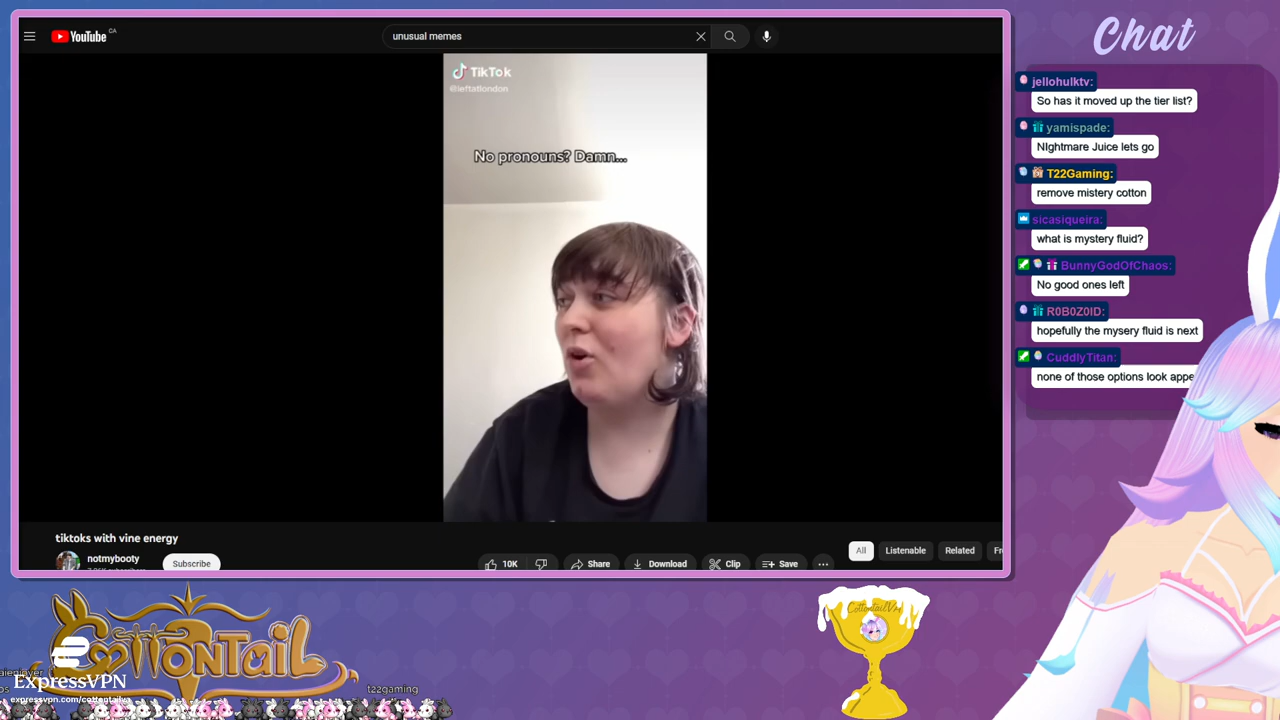 YouTube CA
unusual memes
TikTok
@leftatlondon
No pronouns? Damn...
tiktoks with vine energy
notmybooty
Subscribe
10K
Share
Download
Clip
Save
All
Listenable
Related
Chat
jellohulktv:
So has it moved up the tier list?
yamispade:
NIghtmare Juice lets go
T22Gaming:
remove mistery cotton
sicasiqueira:
what is mystery fluid?
BunnyGodOfChaos:
No good ones left
R0B0Z0ID:
hopefully the mysery fluid is next
CuddlyTitan:
none of those options look appe
CottonTail
ExpressVPN
t22gaming